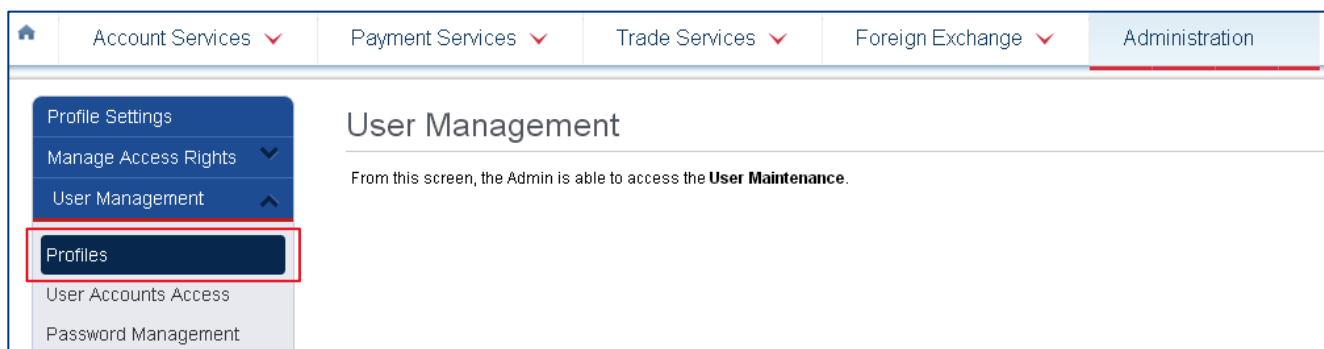 Account Services Payment Services Trade Services Foreign Exchange Administration
Profile Settings
Manage Access Rights
User Management
Profiles
User Accounts Access
Password Management
User Management
From this screen, the Admin is able to access the User Maintenance.